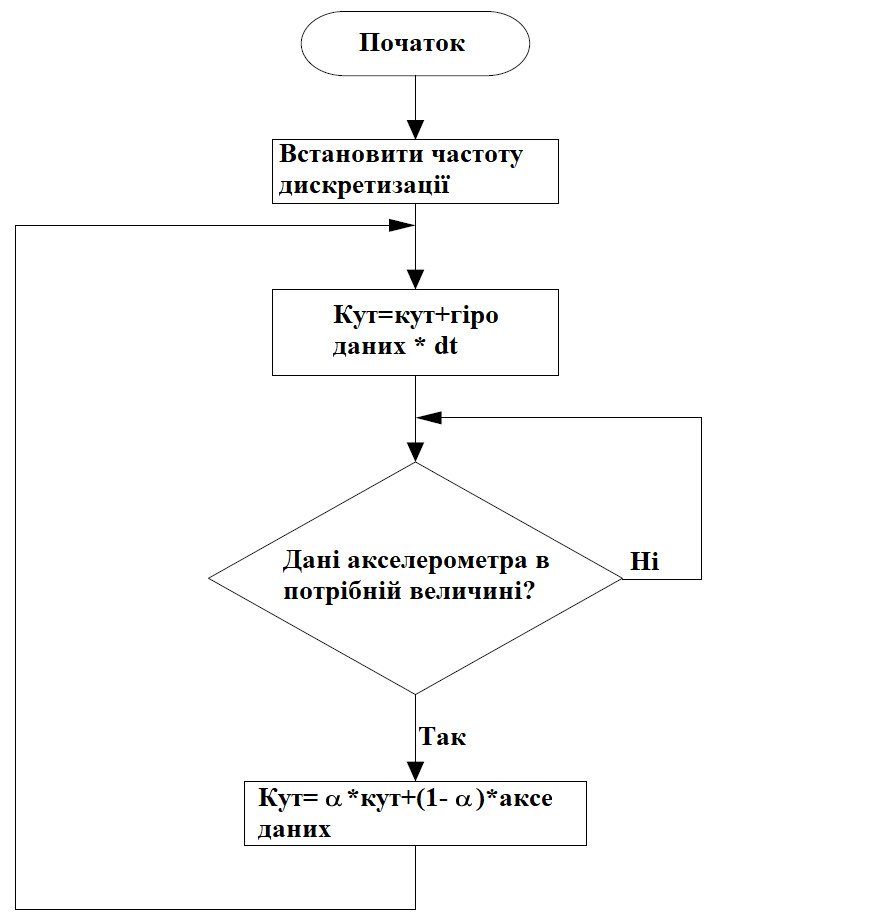 Початок
Встановити частоту
дискретизації
Кут=кут+гіро
даних * dt
Дані акселерометра в
потрібній величині?
Ні
Так
Кут= α *кут+(1- α )*аксе
даних